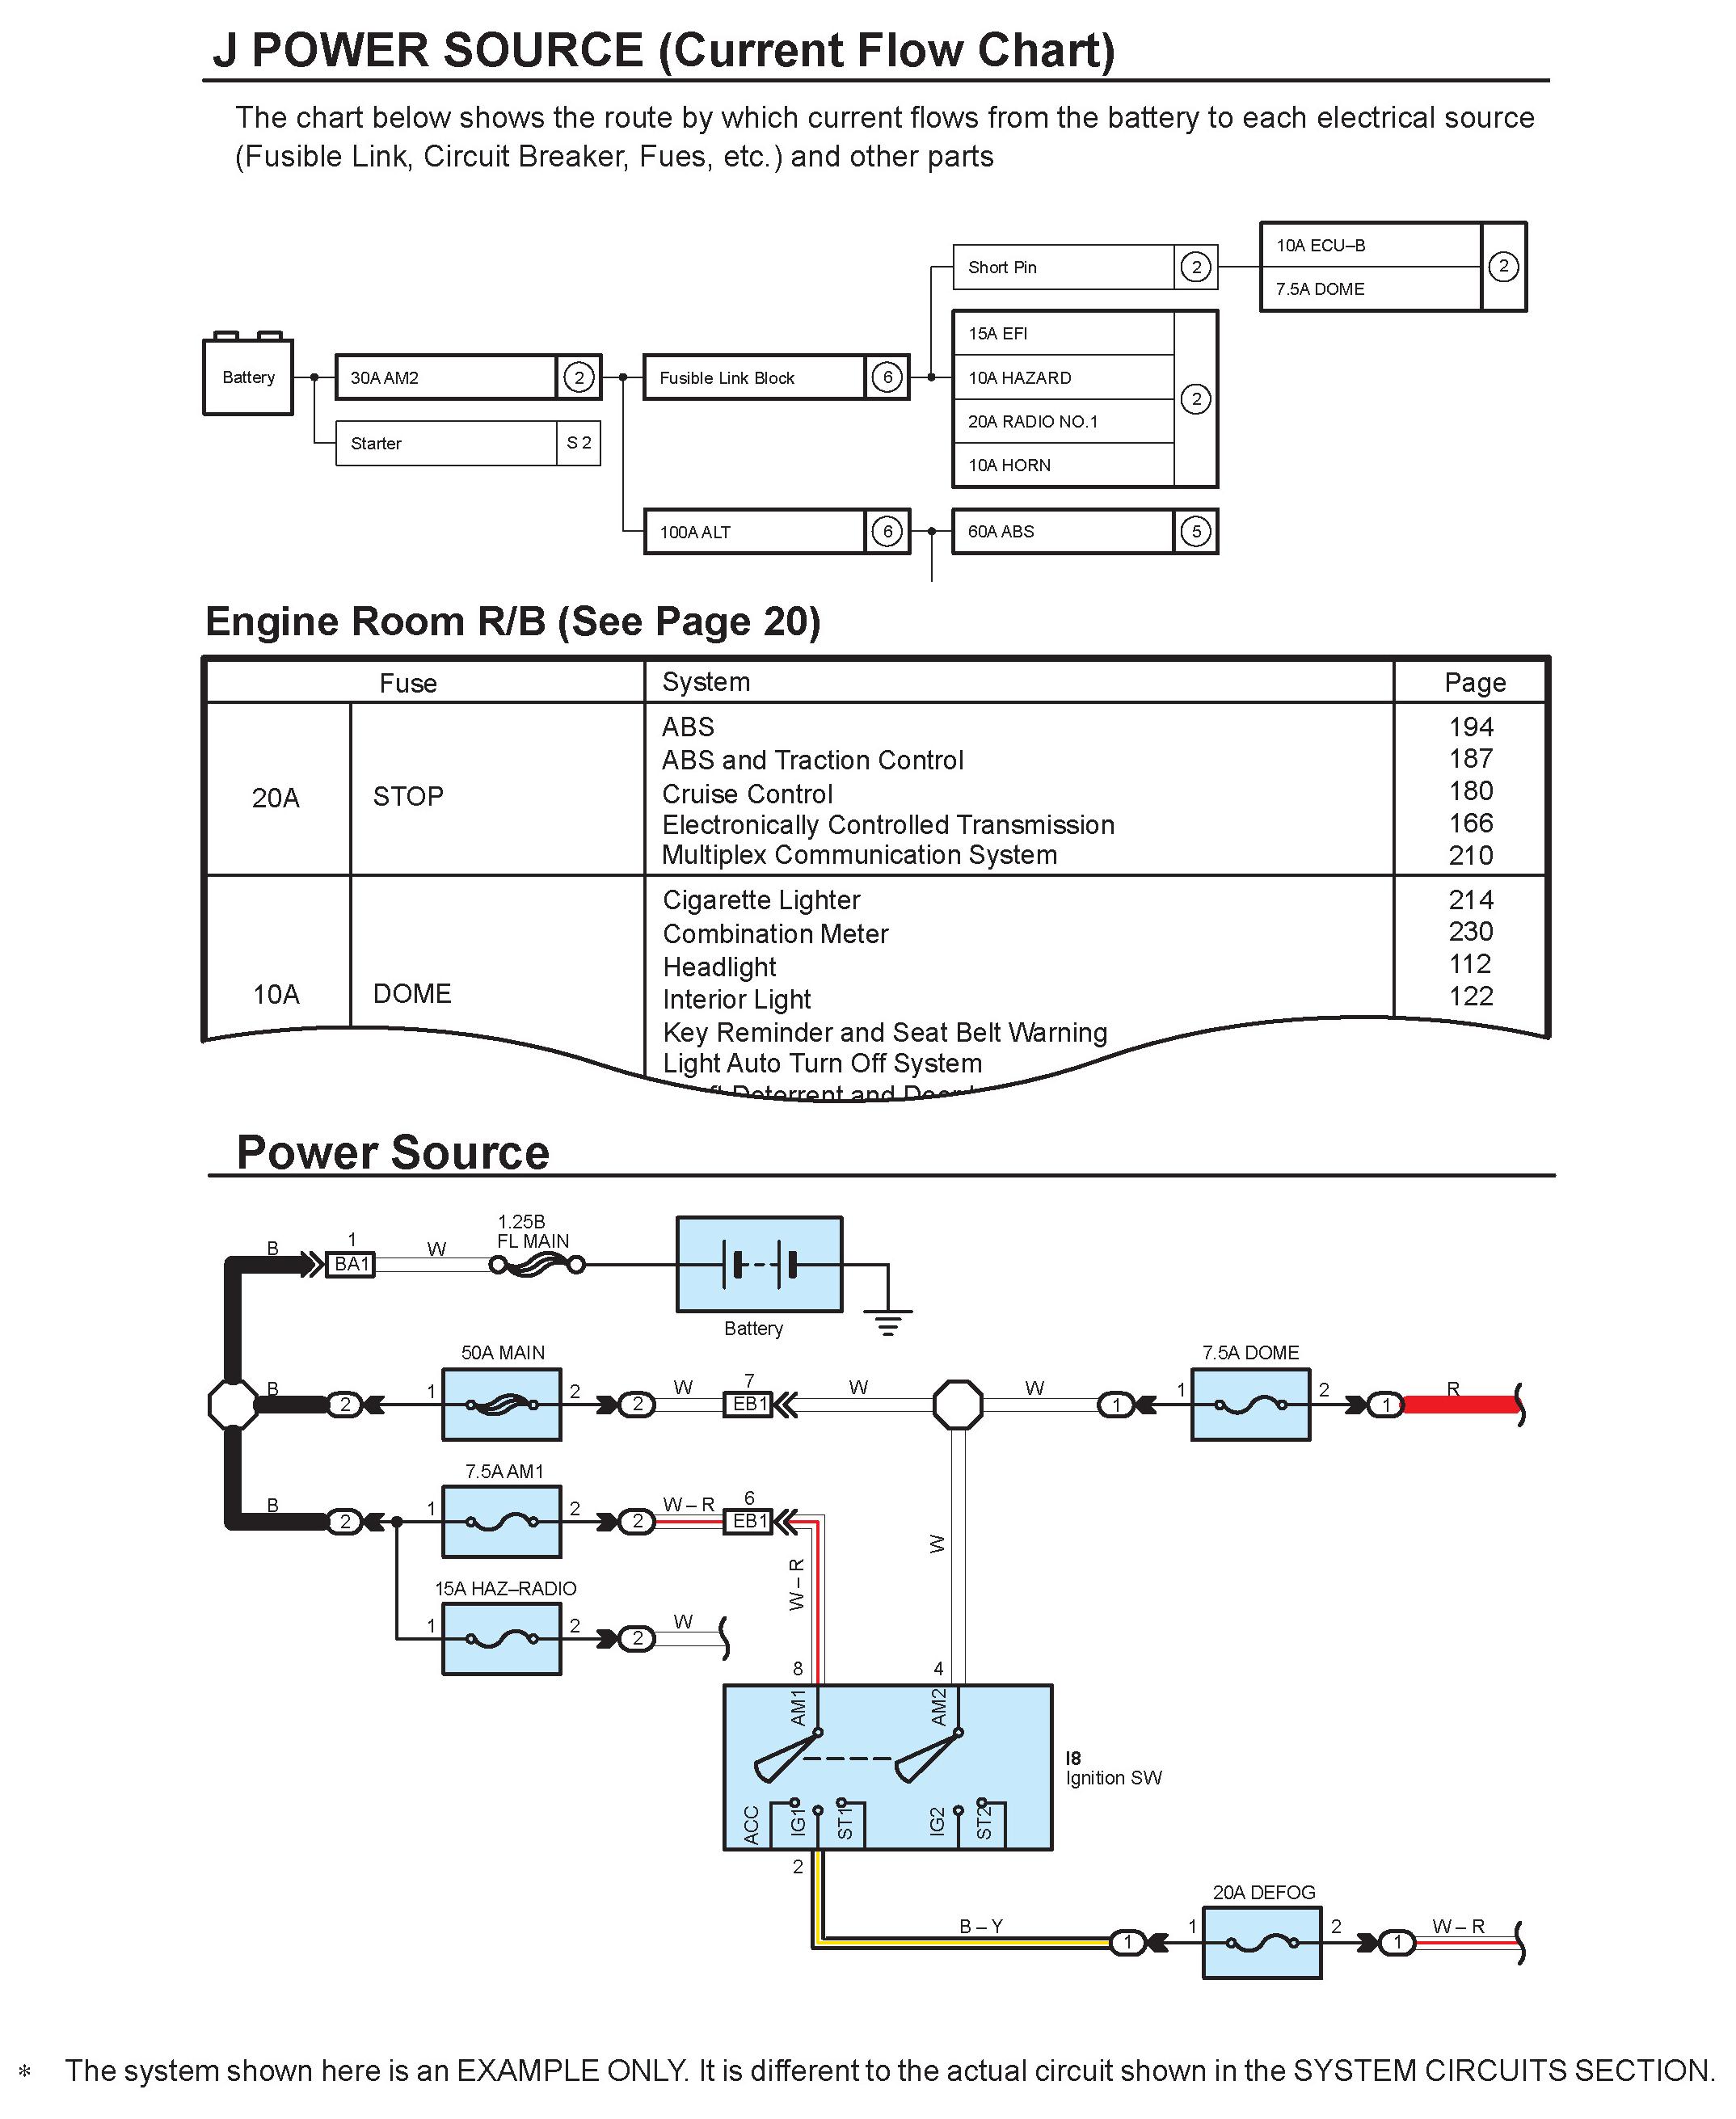 J POWER SOURCE (Current Flow Chart)
The chart below shows the route by which current flows from the battery to each electrical source
(Fusible Link, Circuit Breaker, Fues, etc.) and other parts
Battery
30A AM2 2
Starter S 2
Fusible Link Block 6
100A ALT 6
Short Pin 2
10A ECU–B
7.5A DOME
2
15A EFI
10A HAZARD
20A RADIO NO.1
10A HORN
2
60A ABS 5
Engine Room R/B (See Page 20)
Fuse System Page
20A STOP
ABS 194
ABS and Traction Control 187
Cruise Control 180
Electronically Controlled Transmission 166
Multiplex Communication System 210
10A DOME
Cigarette Lighter 214
Combination Meter 230
Headlight 112
Interior Light 122
Key Reminder and Seat Belt Warning
Light Auto Turn Off System
Deterrent and
Power Source
B 1 BA1 W
1.25B
FL MAIN
Battery
50A MAIN
B 2 1 2 2 W 7 EB1 W W 1
7.5A DOME
1 2 1 R
7.5A AM1
B 2 1 2 2 W – R 6 EB1
W – R
W
15A HAZ–RADIO
1 2 2 W
8 4
AM1 AM2
I8
Ignition SW
ACC IG1 ST1 IG2 ST2
2
B – Y 1
20A DEFOG
1 2 1 W – R
* The system shown here is an EXAMPLE ONLY. It is different to the actual circuit shown in the SYSTEM CIRCUITS SECTION.